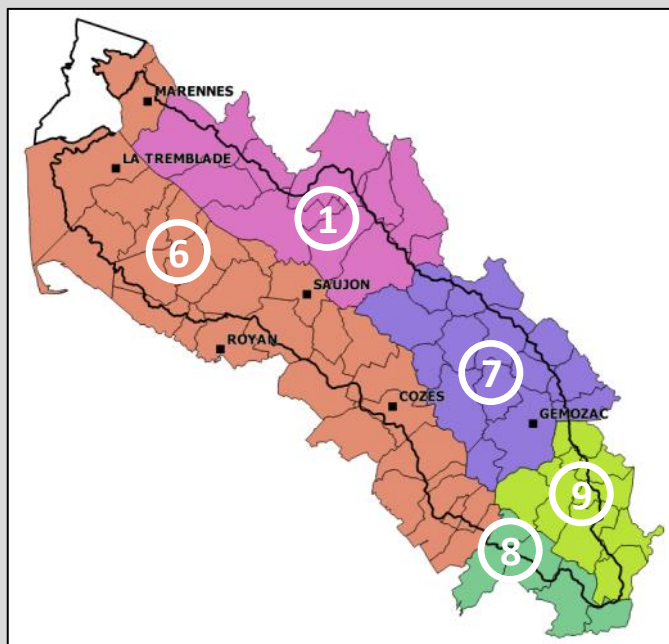 MARENNES
LA TREMBLADE
1
6
SAUJON
ROYAN
7
COZES
GEMOZAC
9
8